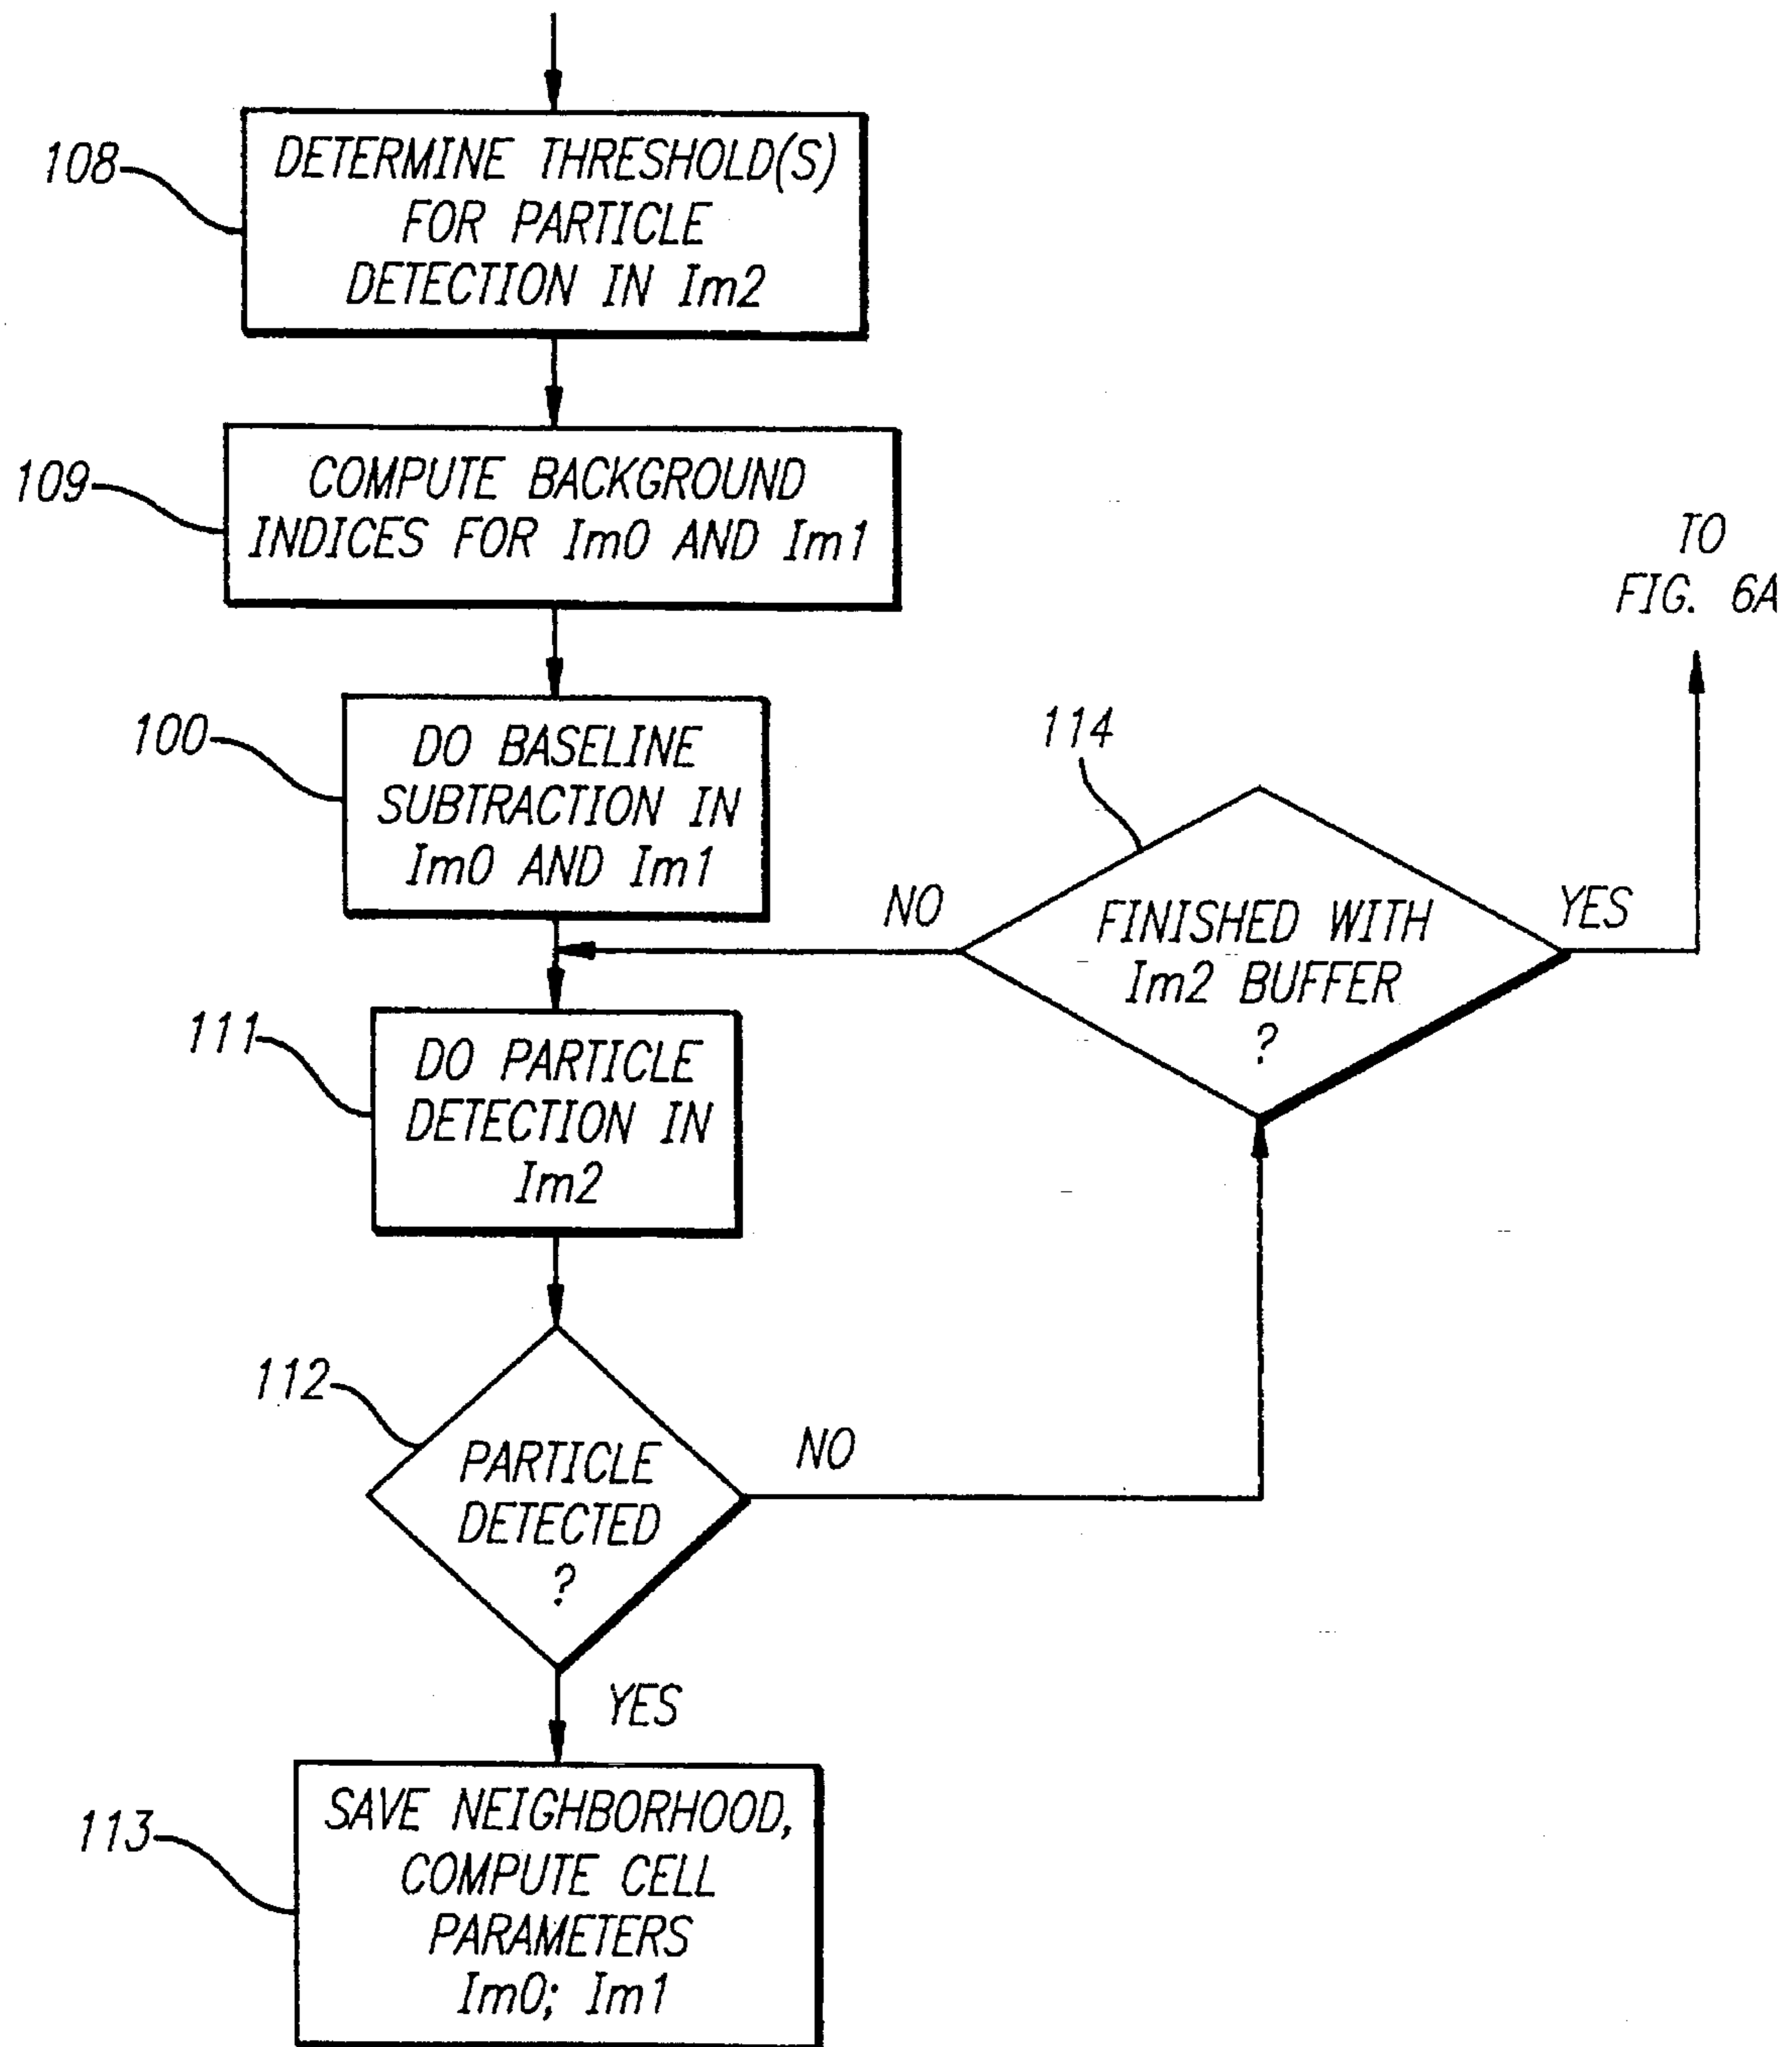 108
DETERMINE THRESHOLD(S)
FOR PARTICLE
DETECTION IN Im2
109
COMPUTE BACKGROUND
INDICES FOR Im0 AND Im1
TO
FIG. 6A
100
DO BASELINE
SUBTRACTION IN
Im0 AND Im1
114
NO
FINISHED WITH
Im2 BUFFER
?
YES
111
DO PARTICLE
DETECTION IN
Im2
112
PARTICLE
DETECTED
?
NO
YES
113
SAVE NEIGHBORHOOD,
COMPUTE CELL
PARAMETERS
Im0; Im1